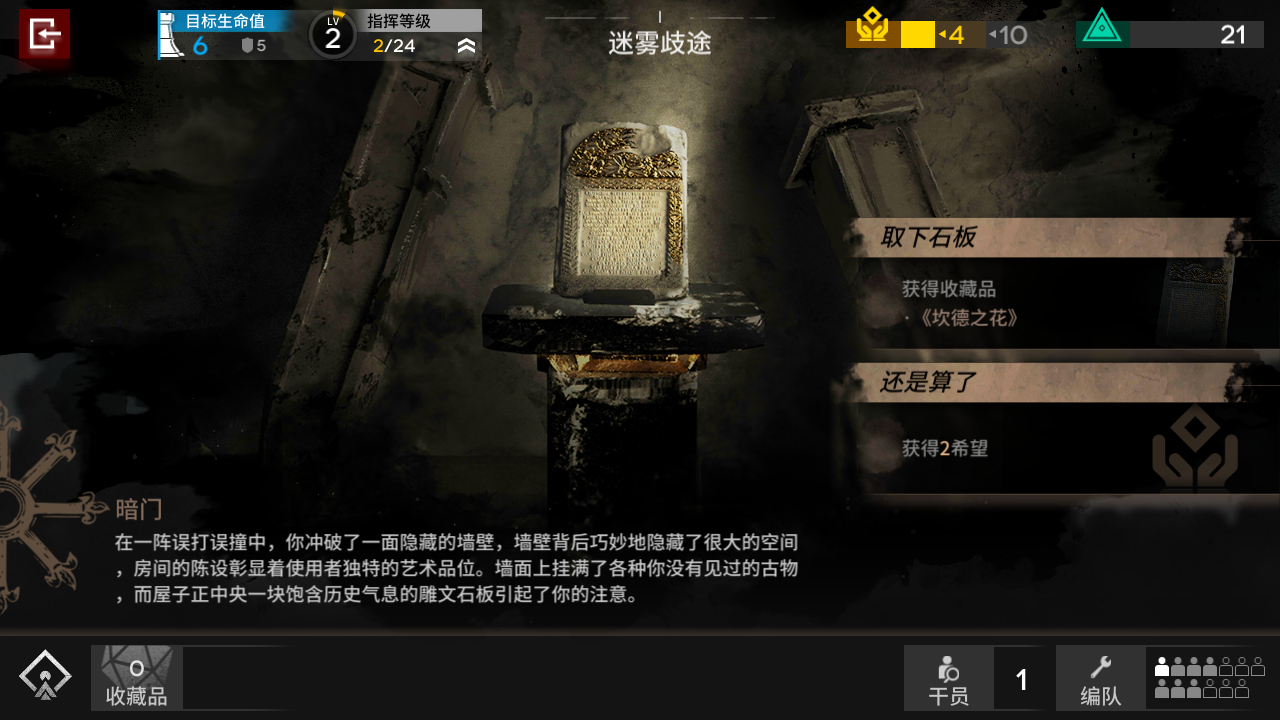 目标生命值
6
5
LV
2
指挥等级
2/24
迷雾歧途
4
10
21
取下石板
获得收藏品
·《坎德之花》
还是算了
获得2希望
暗门
在一阵误打误撞中，你冲破了一面隐藏的墙壁，墙壁背后巧妙地隐藏了很大的空间
，房间的陈设彰显着使用者独特的艺术品位。墙面上挂满了各种你没有见过的古物
，而屋子正中央一块饱含历史气息的雕文石板引起了你的注意。
0
收藏品
干员
1
编队